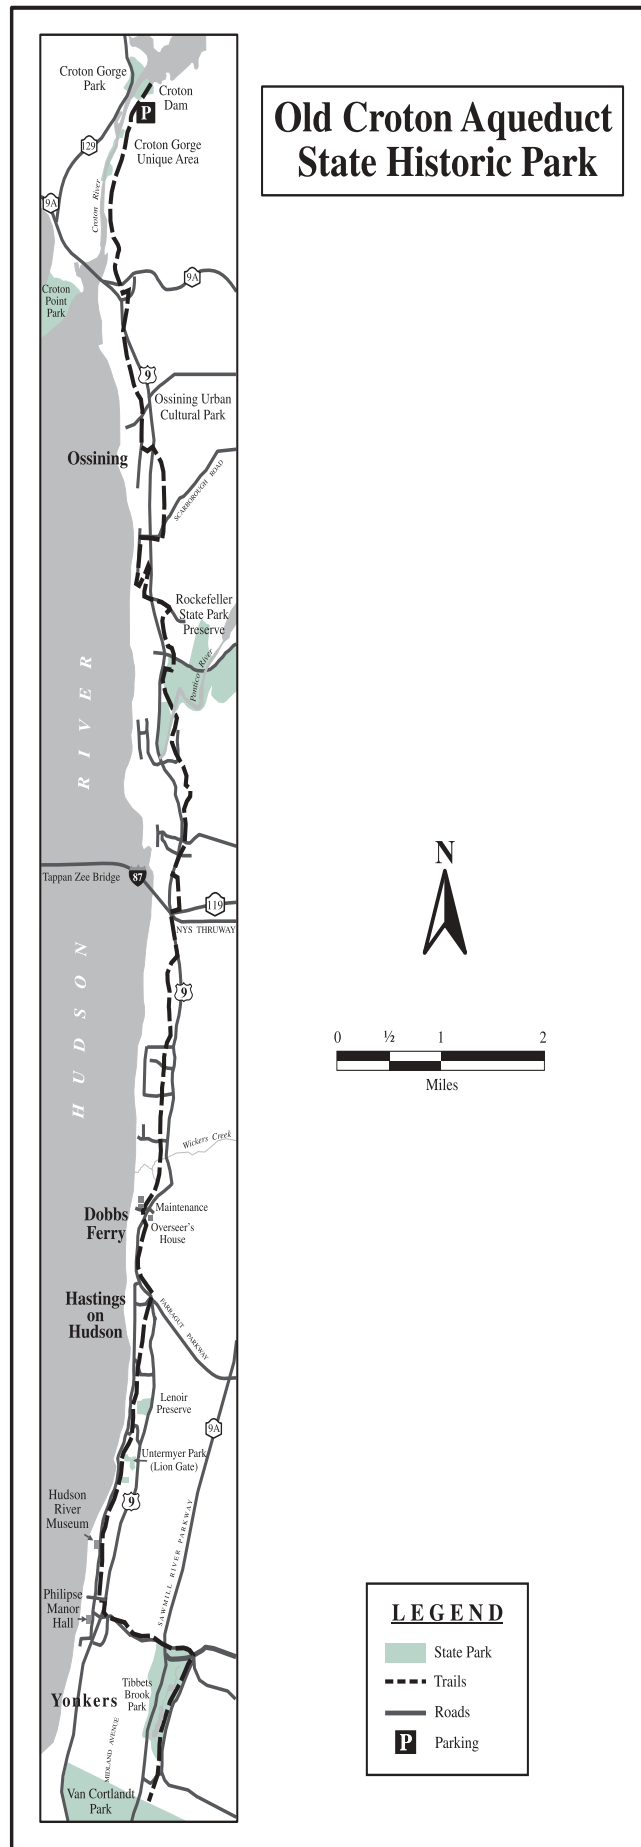 Old Croton Aqueduct
State Historic Park
Croton Gorge
Park
Croton
Dam
P
Croton Gorge
Unique Area
129
Croton River
9A
9A
Croton
Point
Park
9
Ossining Urban
Cultural Park
Ossining
SCARBOROUGH ROAD
Rockefeller
State Park
Preserve
Pontico River
HUDSON RIVER
Tappan Zee Bridge
87
119
NYS THRUWAY
9
N
0 ½ 1 2
Miles
Wickers Creek
Maintenance
Dobbs
Ferry
Overseer's
House
Hastings
on
Hudson
FARRAGUT PARKWAY
Lenoir
Preserve
9A
Untermyer Park
(Lion Gate)
9
Hudson
River
Museum
SAWMILL RIVER PARKWAY
Philipse
Manor
Hall
Yonkers
Tibbets
Brook
Park
MIDLAND AVENUE
Van Cortlandt
Park
LEGEND
State Park
Trails
Roads
P Parking